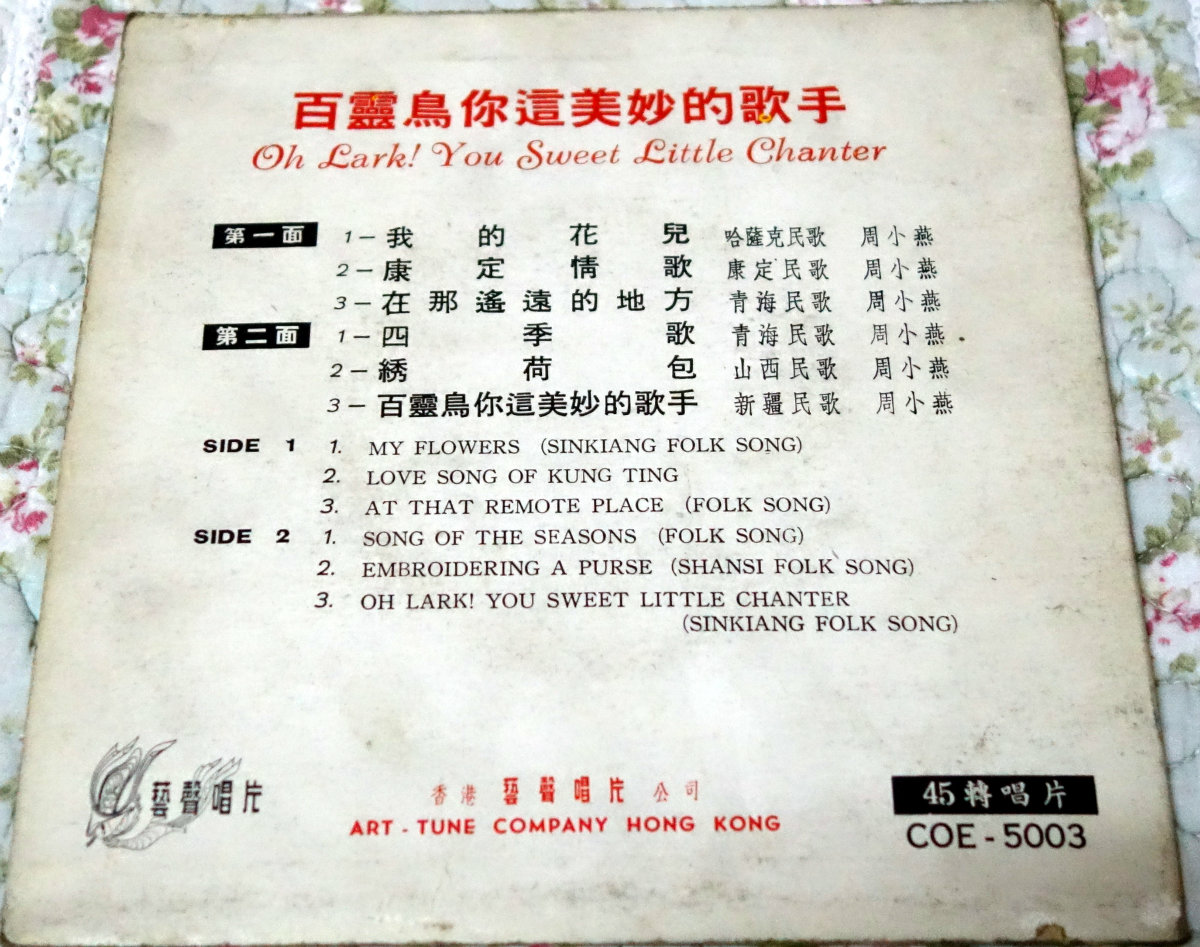 百靈鳥你這美妙的歌手
Oh Lark! You Sweet Little Chanter
第一面 1－我的花兒 哈薩克民歌 周小燕
2－康定情歌 康定民歌 周小燕
3－在那遙遠的地方 青海民歌 周小燕
第二面 1－四季歌 青海民歌 周小燕
2－綉荷包 山西民歌 周小燕
3－百靈鳥你這美妙的歌手 新疆民歌 周小燕
SIDE 1 1. MY FLOWERS (SINKIANG FOLK SONG)
2. LOVE SONG OF KUNG TING
3. AT THAT REMOTE PLACE (FOLK SONG)
SIDE 2 1. SONG OF THE SEASONS (FOLK SONG)
2. EMBROIDERING A PURSE (SHANSI FOLK SONG)
3. OH LARK! YOU SWEET LITTLE CHANTER
(SINKIANG FOLK SONG)
藝聲唱片
香港藝聲唱片公司
ART-TUNE COMPANY HONG KONG
45轉唱片
COE-5003